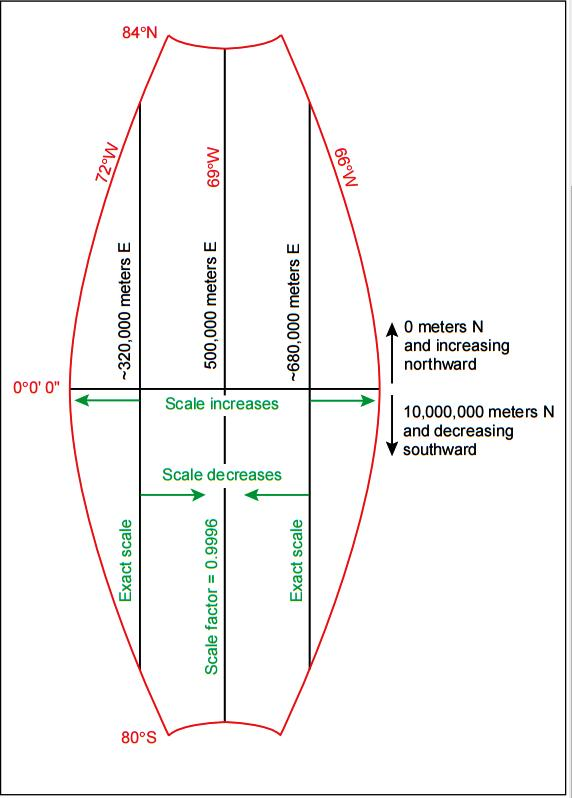 84°N
72°W
69°W
66°W
~320,000 meters E
500,000 meters E
~680,000 meters E
0 meters N
and increasing
northward
0°0' 0"
Scale increases
10,000,000 meters N
and decreasing
southward
Scale decreases
Exact scale
Scale factor = 0.9996
Exact scale
80°S